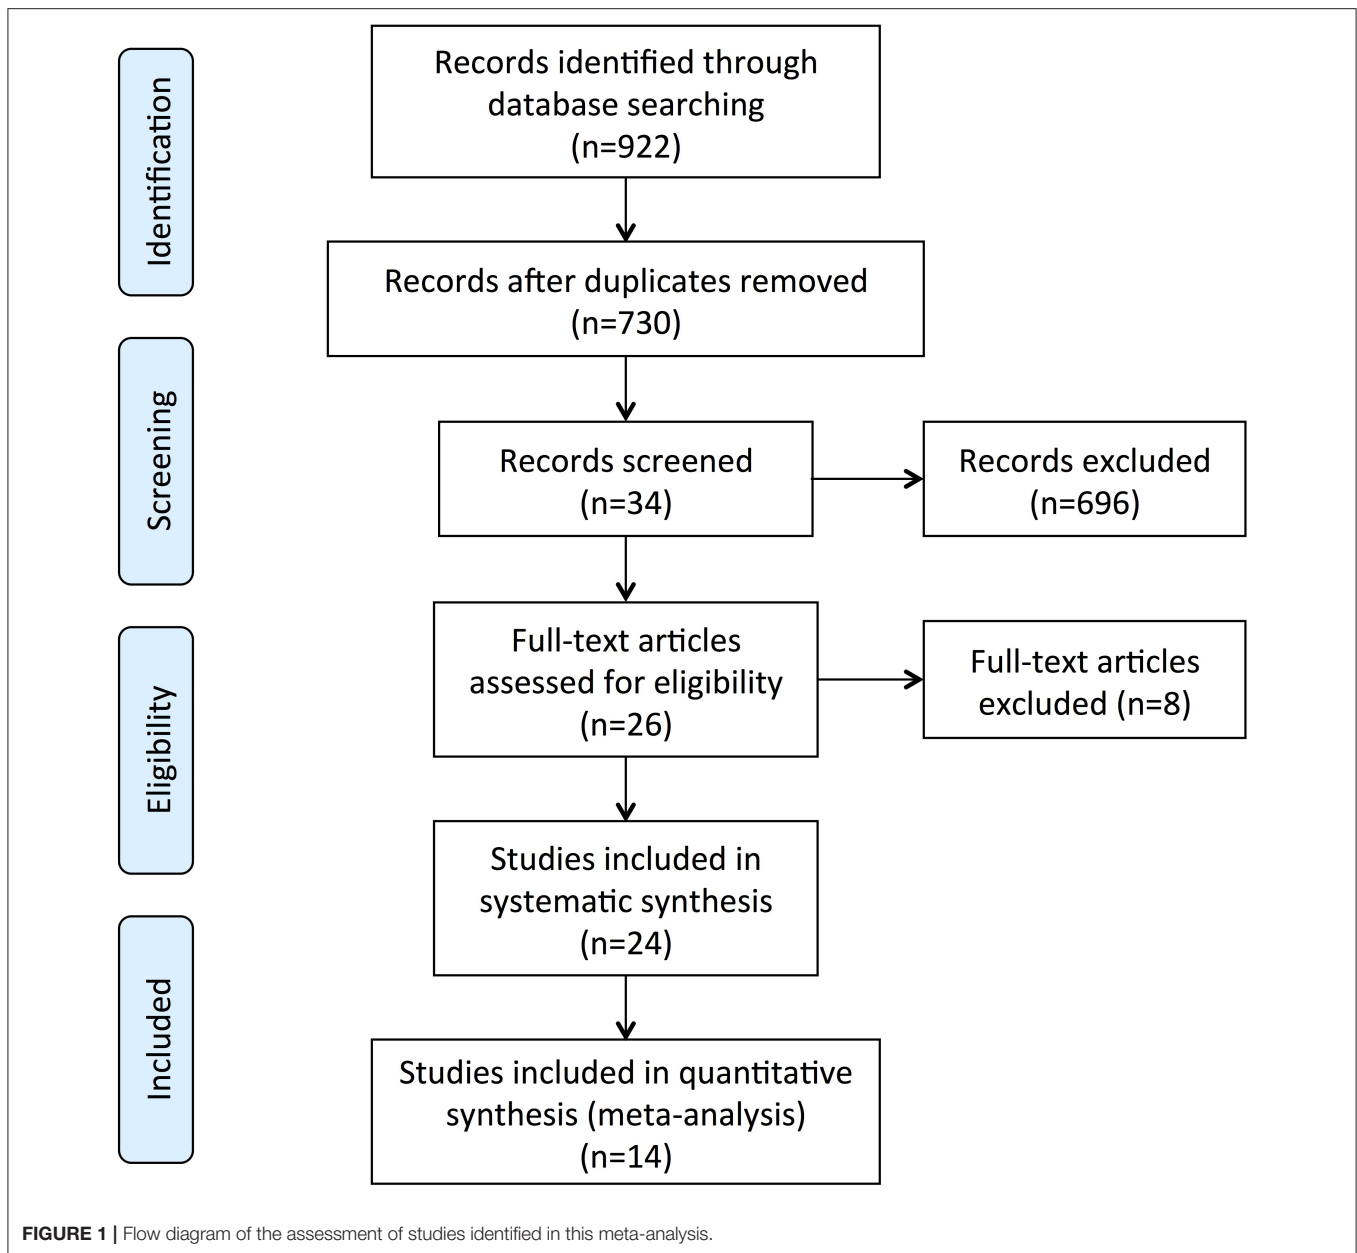 Identification
Records identified through
database searching
(n=922)
Records after duplicates removed
(n=730)
Screening
Records screened
(n=34)
Records excluded
(n=696)
Eligibility
Full-text articles
assessed for eligibility
(n=26)
Full-text articles
excluded (n=8)
Studies included in
systematic synthesis
(n=24)
Included
Studies included in quantitative
synthesis (meta-analysis)
(n=14)
FIGURE 1 | Flow diagram of the assessment of studies identified in this meta-analysis.